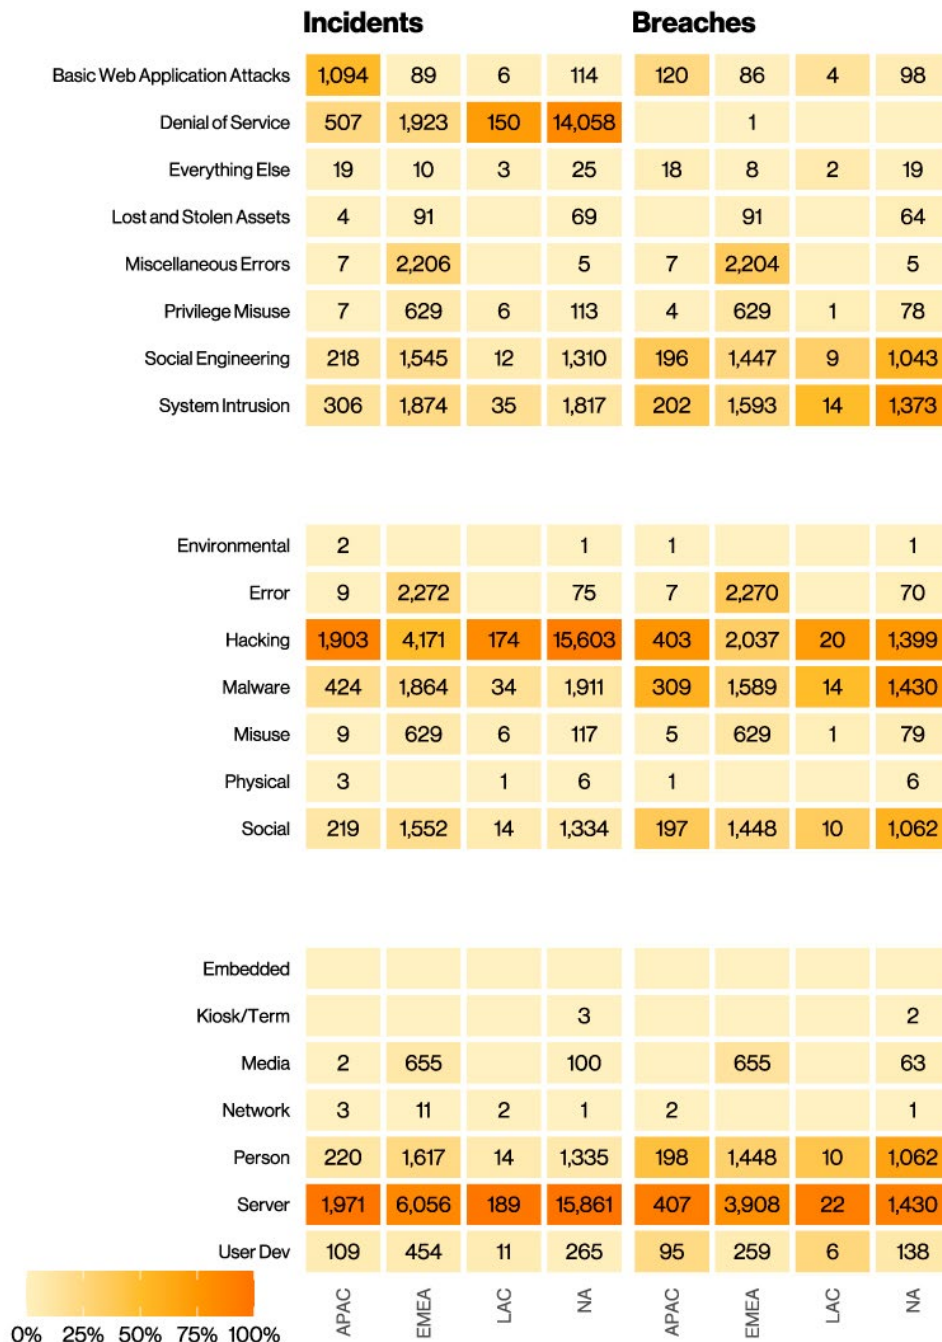 Incidents Breaches
Basic Web Application Attacks 1,094 89 6 114 120 86 4 98
Denial of Service 507 1,923 150 14,058 1
Everything Else 19 10 3 25 18 8 2 19
Lost and Stolen Assets 4 91 69 91 64
Miscellaneous Errors 7 2,206 5 7 2,204 5
Privilege Misuse 7 629 6 113 4 629 1 78
Social Engineering 218 1,545 12 1,310 196 1,447 9 1,043
System Intrusion 306 1,874 35 1,817 202 1,593 14 1,373
Environmental 2 1 1 1
Error 9 2,272 75 7 2,270 70
Hacking 1,903 4,171 174 15,603 403 2,037 20 1,399
Malware 424 1,864 34 1,911 309 1,589 14 1,430
Misuse 9 629 6 117 5 629 1 79
Physical 3 1 6 1 6
Social 219 1,552 14 1,334 197 1,448 10 1,062
Embedded
Kiosk/Term 3 2
Media 2 655 100 655 63
Network 3 11 2 1 2 1
Person 220 1,617 14 1,335 198 1,448 10 1,062
Server 1,971 6,056 189 15,861 407 3,908 22 1,430
User Dev 109 454 11 265 95 259 6 138
APAC EMEA LAC NA APAC EMEA LAC NA
0% 25% 50% 75% 100%